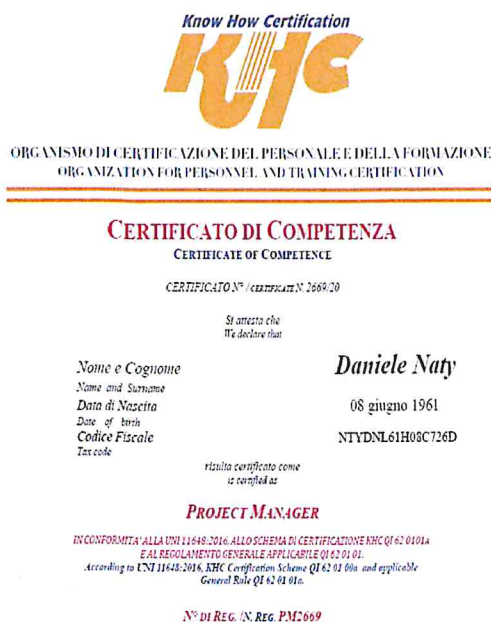 Know How Certification
KHC
ORGANISMO DI CERTIFICAZIONE DEL PERSONALE E DELLA FORMAZIONE
ORGANIZATION FOR PERSONNEL AND TRAINING CERTIFICATION
CERTIFICATO DI COMPETENZA
CERTIFICATE OF COMPETENCE
CERTIFICATO N° / CERTIFICATE N. 2669/20
Si attesta che
We declare that
Nome e Cognome Daniele Naty
Name and Surname
Data di Nascita 08 giugno 1961
Date of birth
Codice Fiscale NTYDNL61H08C726D
Tax code
risulta certificato come
is certified as
PROJECT MANAGER
IN CONFORMITA' ALLA UNI 11648:2016, ALLO SCHEMA DI CERTIFICAZIONE KHC QI 62 0101A
E AL REGOLAMENTO GENERALE APPLICABILE QI 62 01 01.
According to UNI 11648:2016, KHC Certification Scheme QI 62 01 00a and applicable
General Rule QI 62 01 01a.
N° DI REG. /N. REG. PM2669